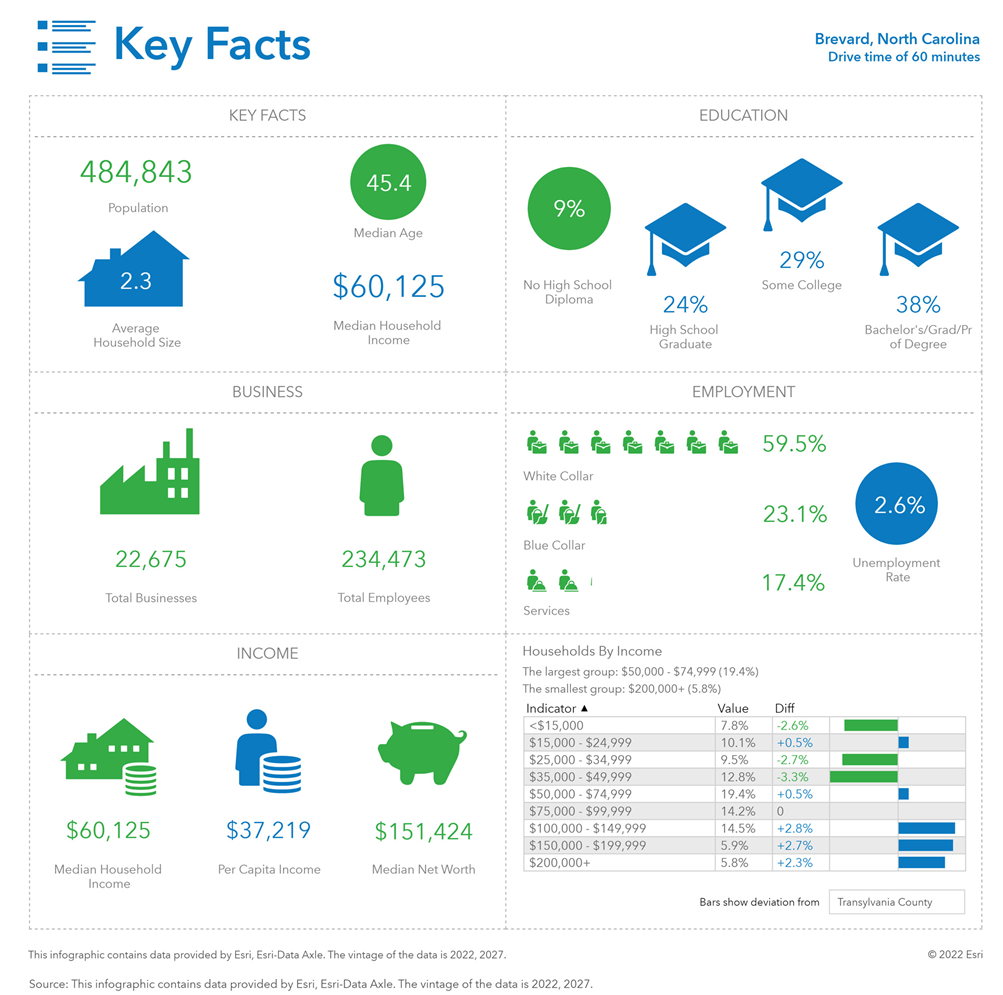 Key Facts
Brevard, North Carolina
Drive time of 60 minutes
KEY FACTS
484,843
Population
45.4
Median Age
2.3
Average
Household Size
$60,125
Median Household
Income
EDUCATION
9%
No High School
Diploma
24%
High School
Graduate
29%
Some College
38%
Bachelor's/Grad/Pr
of Degree
BUSINESS
22,675
Total Businesses
234,473
Total Employees
EMPLOYMENT
59.5%
White Collar
23.1%
Blue Collar
17.4%
Services
2.6%
Unemployment
Rate
INCOME
$60,125
Median Household
Income
$37,219
Per Capita Income
$151,424
Median Net Worth
Households By Income
The largest group: $50,000 - $74,999 (19.4%)
The smallest group: $200,000+ (5.8%)
Indicator ▲ Value Diff
<$15,000 7.8% -2.6%
$15,000 - $24,999 10.1% +0.5%
$25,000 - $34,999 9.5% -2.7%
$35,000 - $49,999 12.8% -3.3%
$50,000 - $74,999 19.4% +0.5%
$75,000 - $99,999 14.2% 0
$100,000 - $149,999 14.5% +2.8%
$150,000 - $199,999 5.9% +2.7%
$200,000+ 5.8% +2.3%
Bars show deviation from Transylvania County
This infographic contains data provided by Esri, Esri-Data Axle. The vintage of the data is 2022, 2027.
© 2022 Esri
Source: This infographic contains data provided by Esri, Esri-Data Axle. The vintage of the data is 2022, 2027.